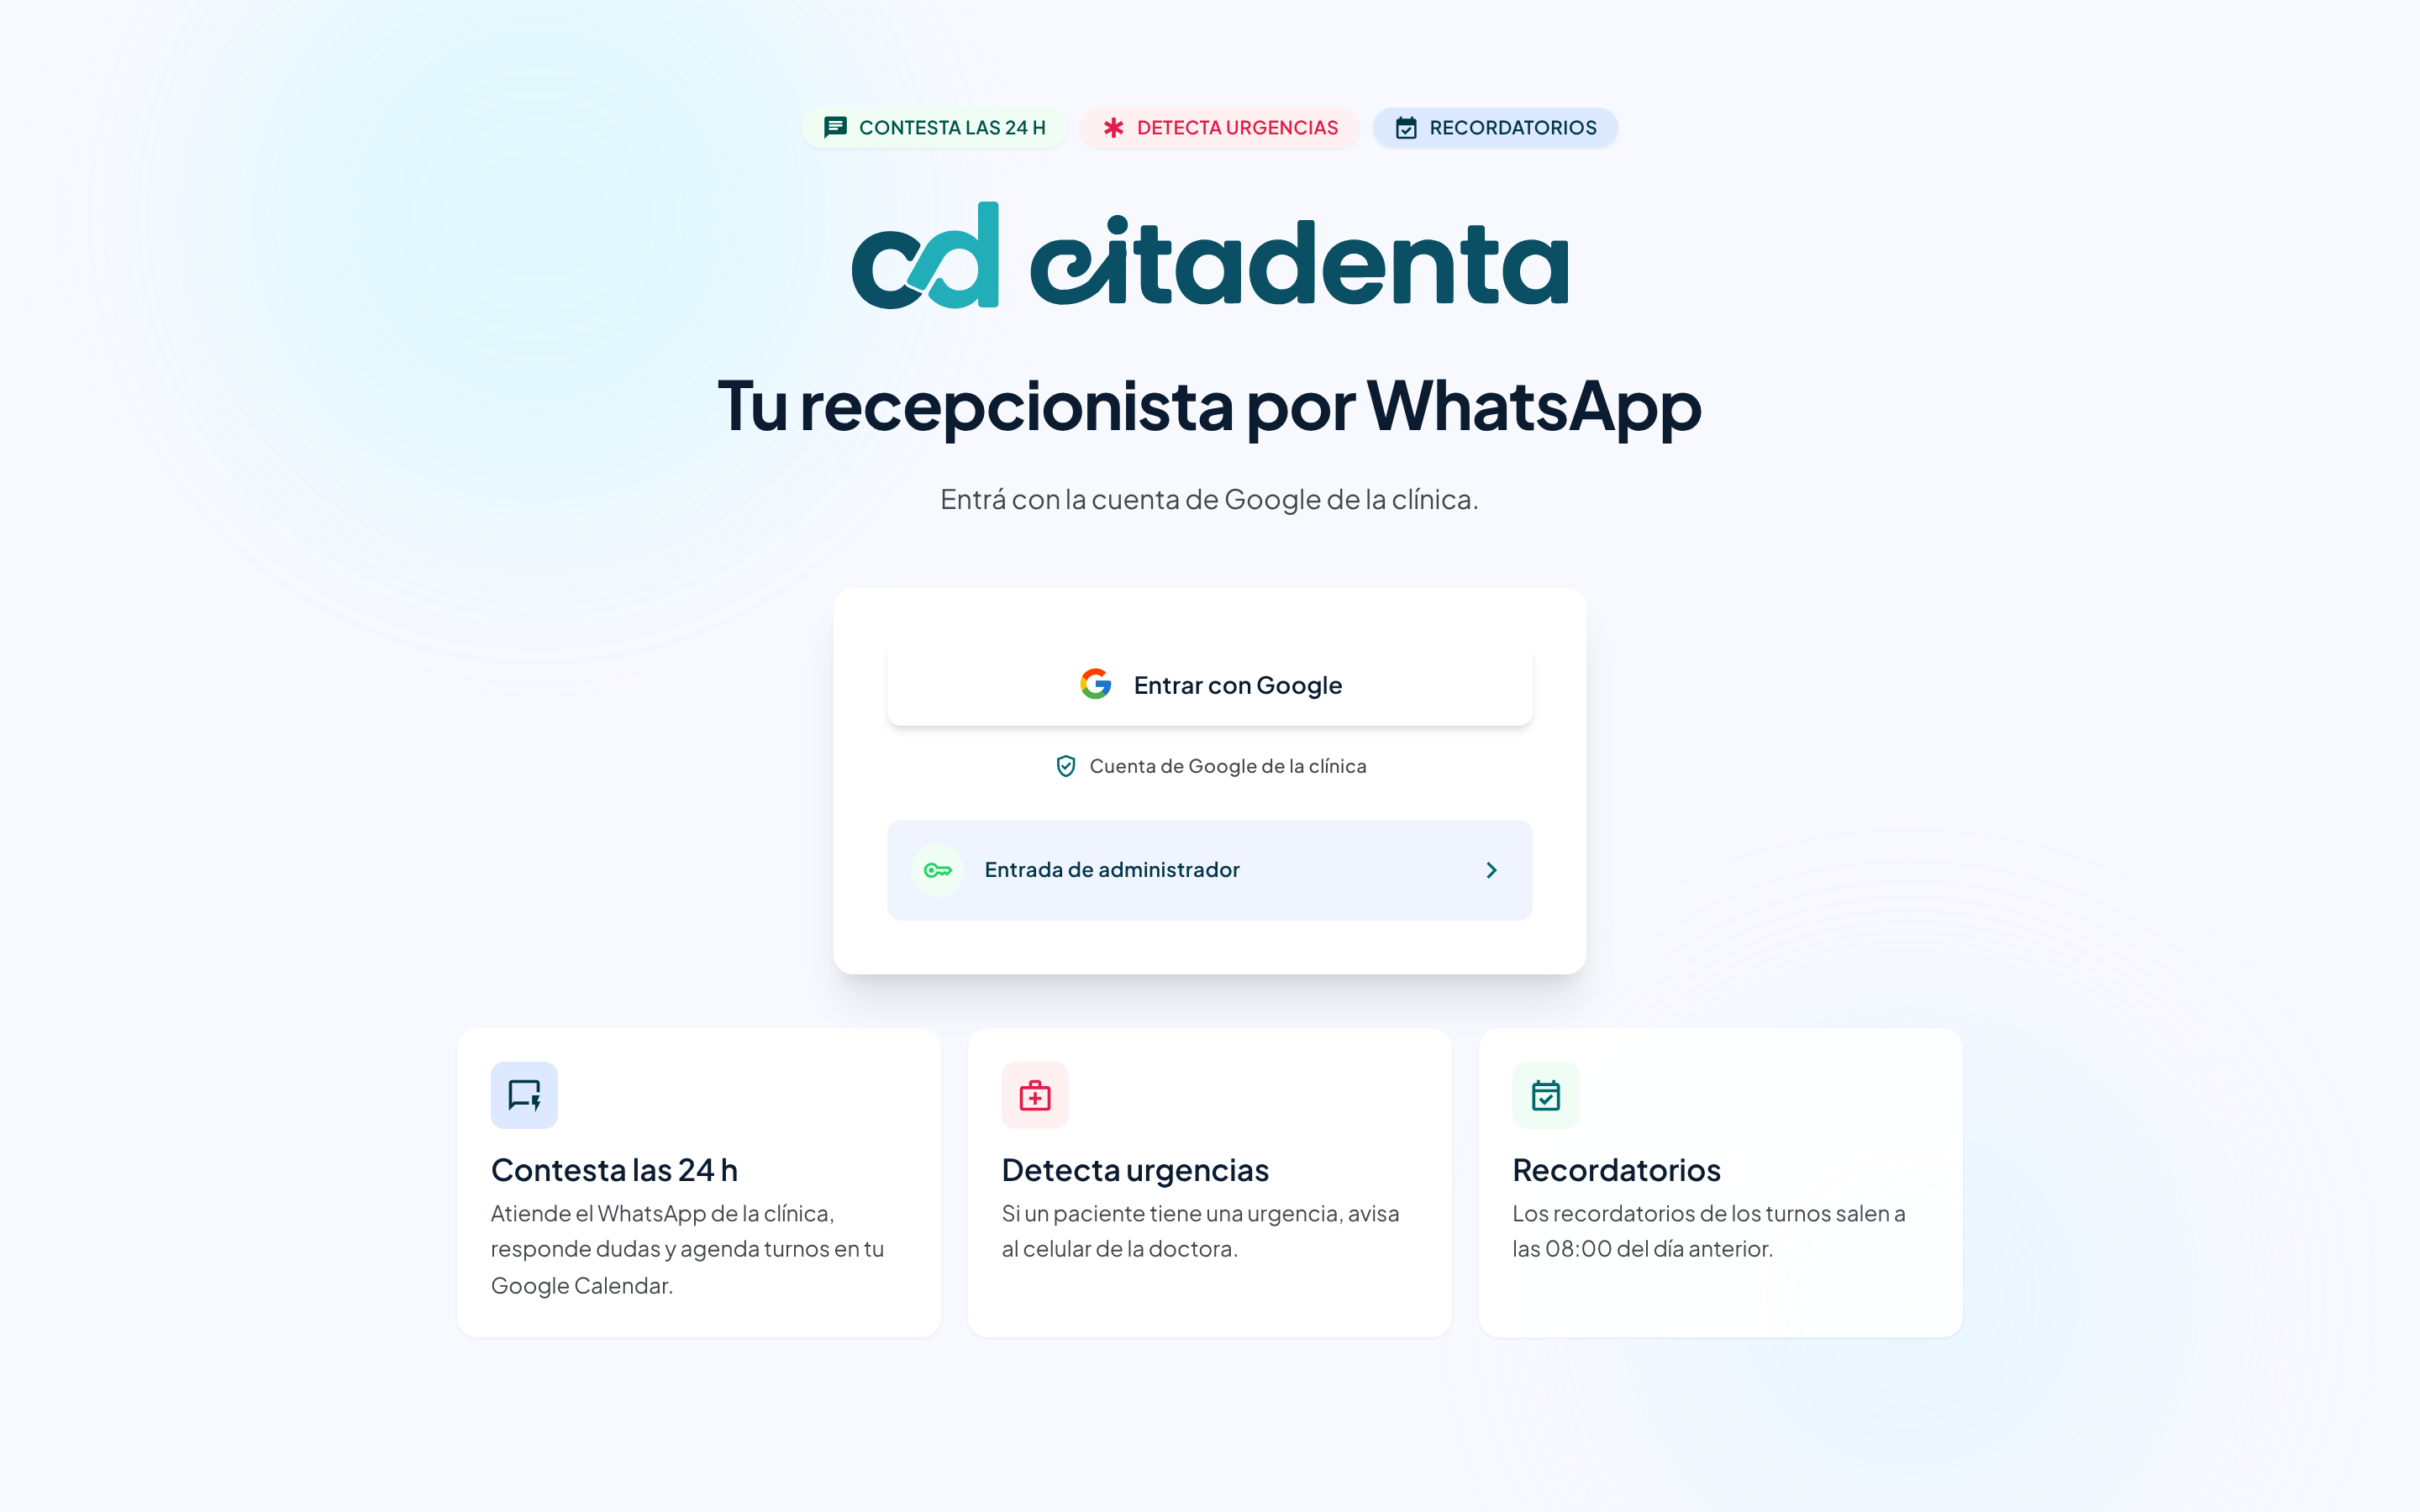 CONTESTA LAS 24 H
DETECTA URGENCIAS
RECORDATORIOS
cd citadenta
Tu recepcionista por WhatsApp
Entrá con la cuenta de Google de la clínica.
Entrar con Google
Cuenta de Google de la clínica
Entrada de administrador
Contesta las 24 h
Atiende el WhatsApp de la clínica,
responde dudas y agenda turnos en tu
Google Calendar.
Detecta urgencias
Si un paciente tiene una urgencia, avisa
al celular de la doctora.
Recordatorios
Los recordatorios de los turnos salen a
las 08:00 del día anterior.